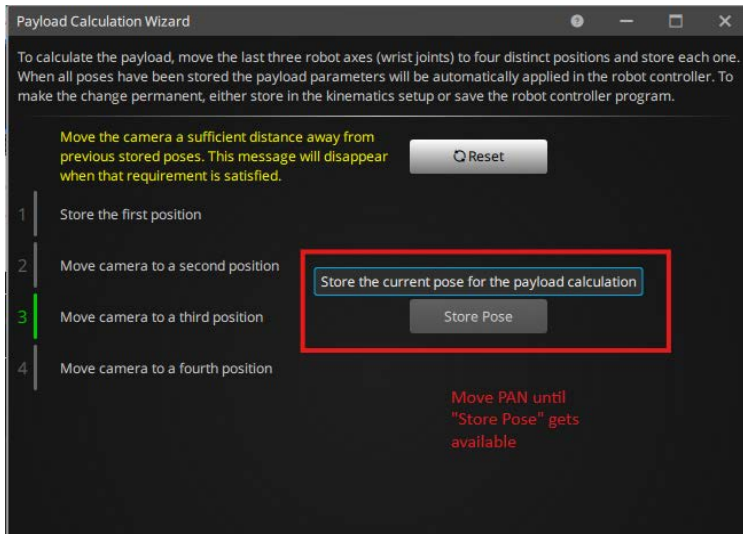 Payload Calculation Wizard
To calculate the payload, move the last three robot axes (wrist joints) to four distinct positions and store each one.
When all poses have been stored the payload parameters will be automatically applied in the robot controller. To
make the change permanent, either store in the kinematics setup or save the robot controller program.
Move the camera a sufficient distance away from
previous stored poses. This message will disappear
when that requirement is satisfied.
Reset
1 Store the first position
2 Move camera to a second position
Store the current pose for the payload calculation
3 Move camera to a third position
Store Pose
4 Move camera to a fourth position
Move PAN until
"Store Pose" gets
available